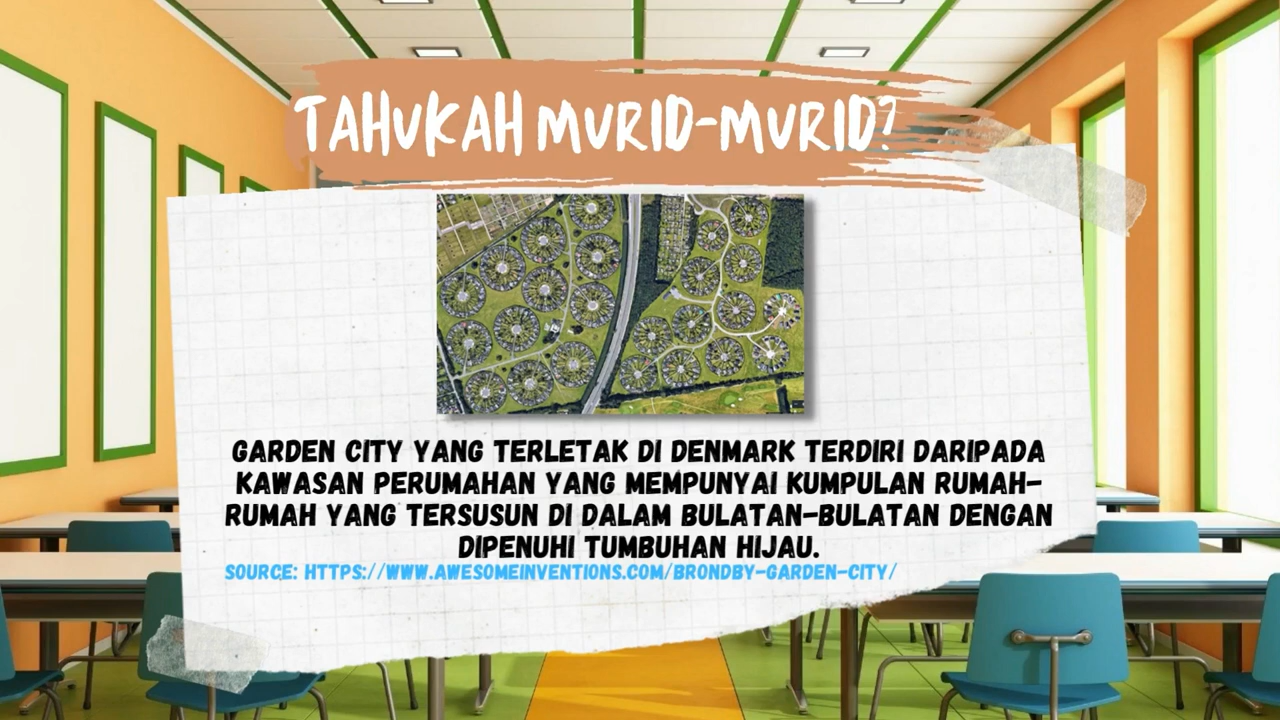 TAHUKAH MURID-MURID?
GARDEN CITY YANG TERLETAK DI DENMARK TERDIRI DARIPADA
KAWASAN PERUMAHAN YANG MEMPUNYAI KUMPULAN RUMAH-
RUMAH YANG TERSUSUN DI DALAM BULATAN-BULATAN DENGAN
DIPENUHI TUMBUHAN HIJAU.
SOURCE: HTTPS://WWW.AWESOMEINVENTIONS.COM/BRONDBY-GARDEN-CITY/